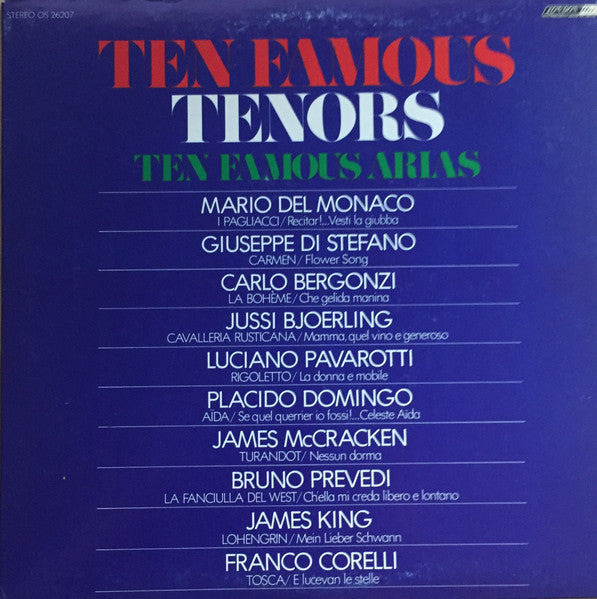 STEREO OS 26207
TEN FAMOUS
TENORS
TEN FAMOUS ARIAS
MARIO DEL MONACO
I PAGLIACCI/Recitar!...Vesti la giubba
GIUSEPPE DI STEFANO
CARMEN/Flower Song
CARLO BERGONZI
LA BOHÈME/Che gelida manina
JUSSI BJOERLING
CAVALLERIA RUSTICANA/Mamma, quel vino e generoso
LUCIANO PAVAROTTI
RIGOLETTO/La donna e mobile
PLACIDO DOMINGO
AÏDA/Se quel querrier io fossi!...Celeste Aïda
JAMES McCRACKEN
TURANDOT/Nessun dorma
BRUNO PREVEDI
LA FANCIULLA DEL WEST/Ch'ella mi creda libero e lontano
JAMES KING
LOHENGRIN/Mein Lieber Schwann
FRANCO CORELLI
TOSCA/E lucevan le stelle